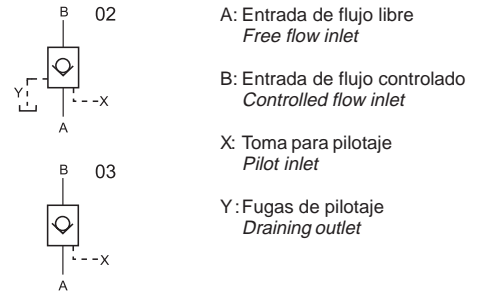 B 02
Y
X
A
B 03
X
A
A: Entrada de flujo libre
Free flow inlet
B: Entrada de flujo controlado
Controlled flow inlet
X: Toma para pilotaje
Pilot inlet
Y: Fugas de pilotaje
Draining outlet